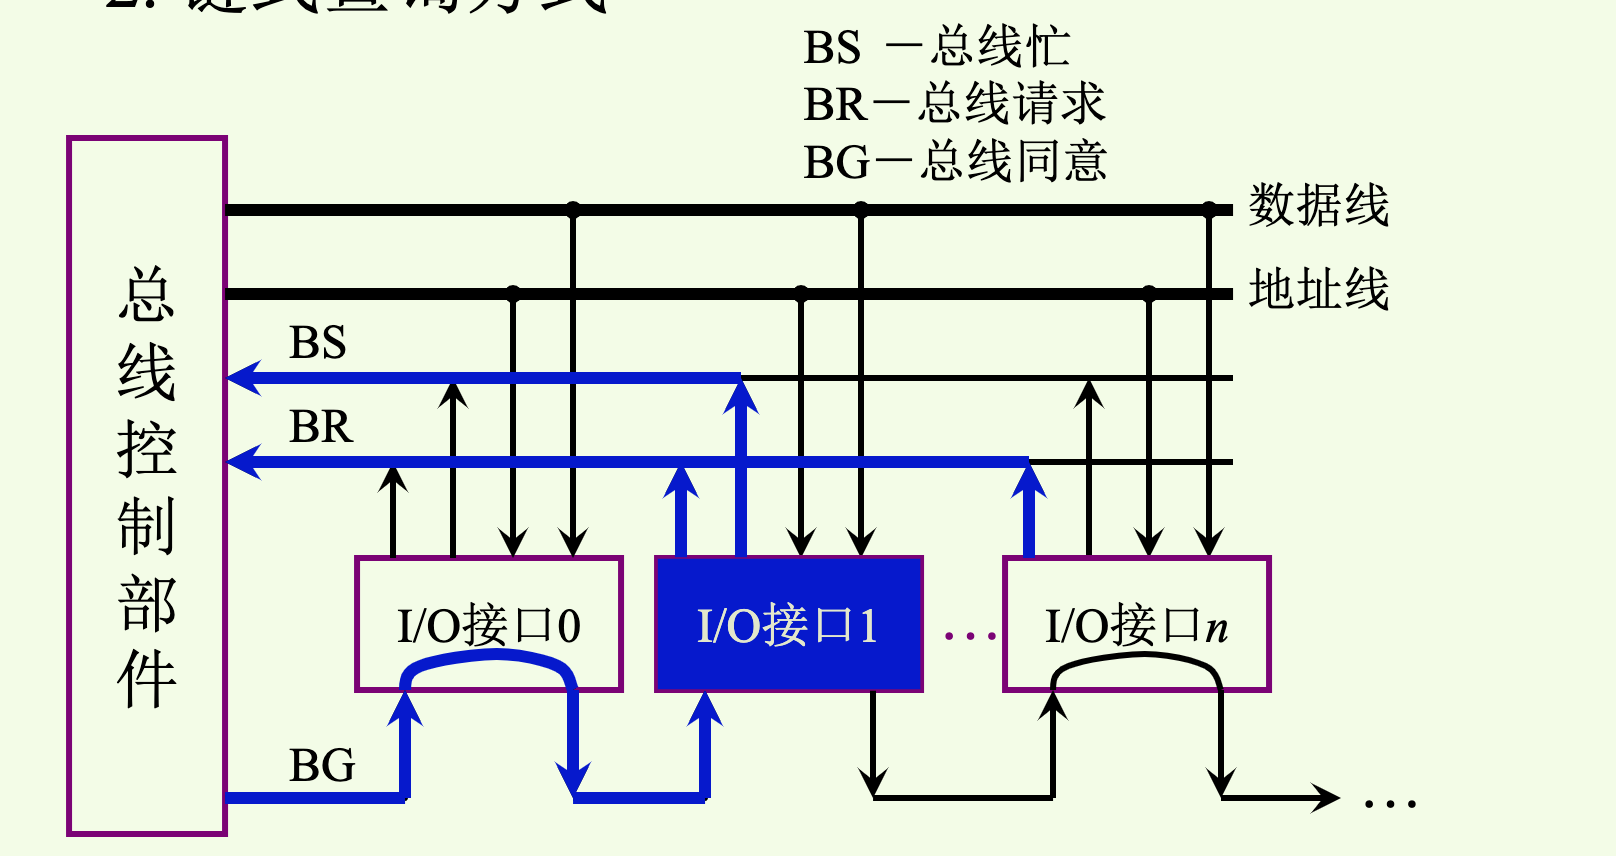 2. 链式查询方式
BS －总线忙
BR－总线请求
BG－总线同意
数据线
地址线
BS
BR
总线控制部件
I/O接口0
I/O接口1
…
I/O接口n
BG
…